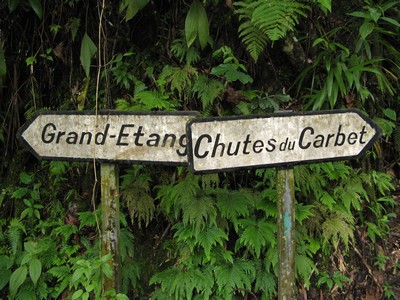 Grand-Etang
Chutes du Carbet